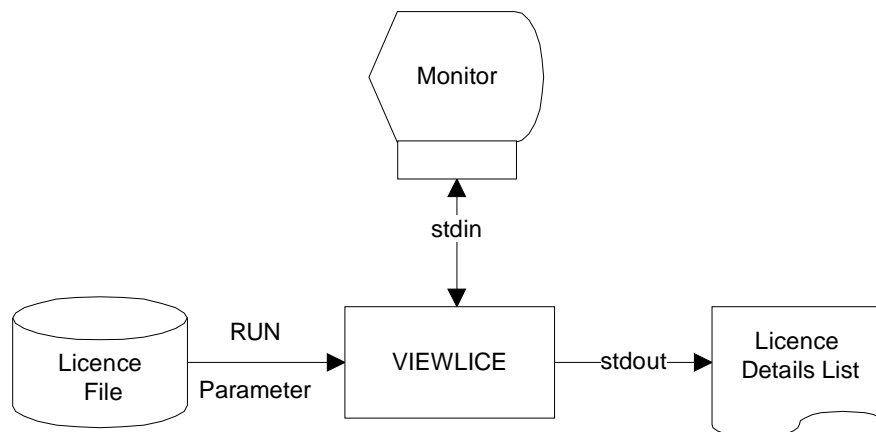 Monitor
stdin
RUN
Parameter
Licence
File
VIEWLICE
stdout
Licence
Details List